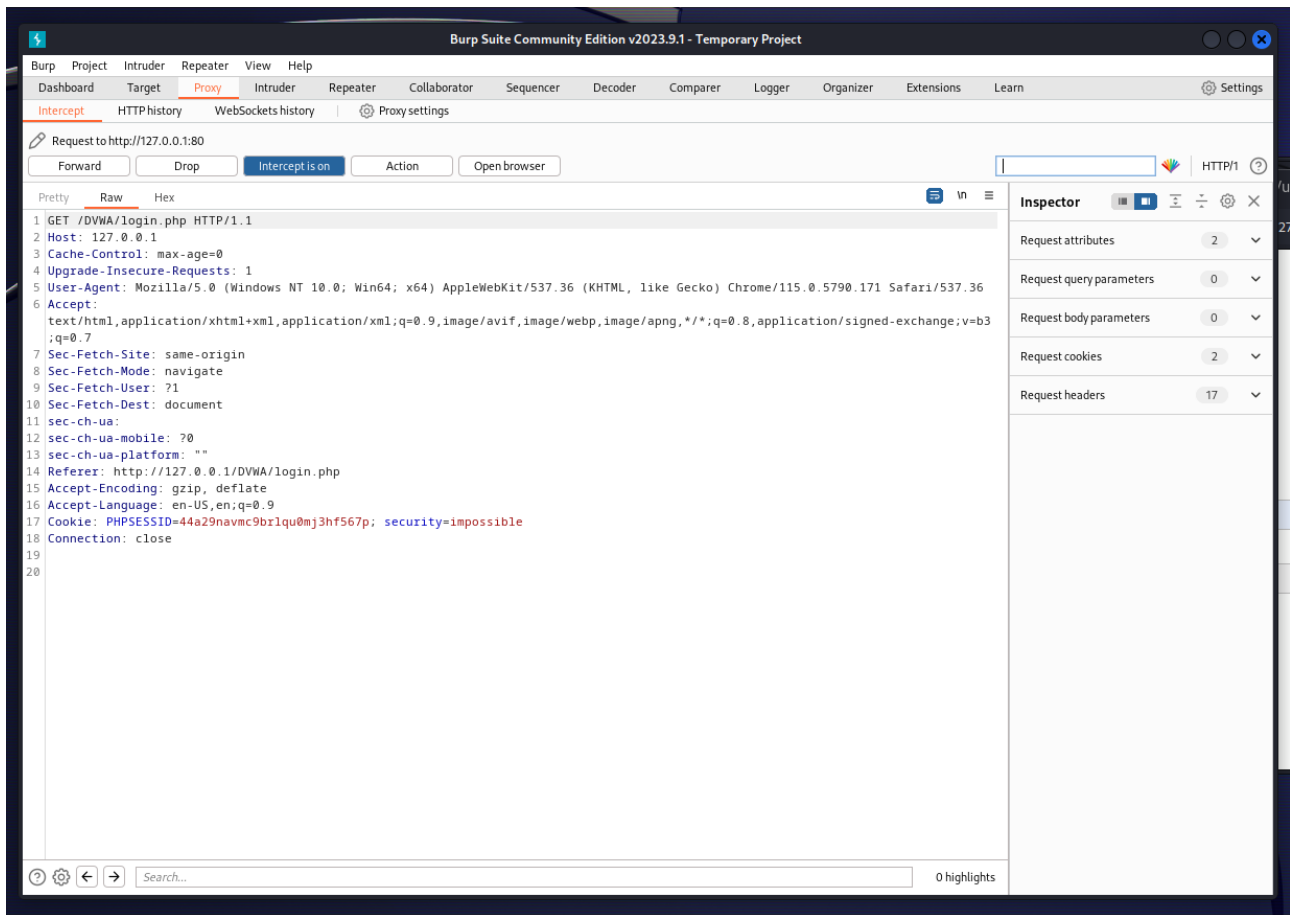 Burp Suite Community Edition v2023.9.1 - Temporary Project
Burp Project Intruder Repeater View Help
Dashboard Target Proxy Intruder Repeater Collaborator Sequencer Decoder Comparer Logger Organizer Extensions Learn Settings
Intercept HTTP history WebSockets history Proxy settings
Request to http://127.0.0.1:80
Forward Drop Intercept is on Action Open browser HTTP/1
Pretty Raw Hex \n
Inspector
1 GET /DVWA/login.php HTTP/1.1
2 Host: 127.0.0.1
3 Cache-Control: max-age=0
4 Upgrade-Insecure-Requests: 1
5 User-Agent: Mozilla/5.0 (Windows NT 10.0; Win64; x64) AppleWebKit/537.36 (KHTML, like Gecko) Chrome/115.0.5790.171 Safari/537.36
6 Accept:
text/html,application/xhtml+xml,application/xml;q=0.9,image/avif,image/webp,image/apng,*/*;q=0.8,application/signed-exchange;v=b3
;q=0.7
7 Sec-Fetch-Site: same-origin
8 Sec-Fetch-Mode: navigate
9 Sec-Fetch-User: ?1
10 Sec-Fetch-Dest: document
11 sec-ch-ua:
12 sec-ch-ua-mobile: ?0
13 sec-ch-ua-platform: ""
14 Referer: http://127.0.0.1/DVWA/login.php
15 Accept-Encoding: gzip, deflate
16 Accept-Language: en-US,en;q=0.9
17 Cookie: PHPSESSID=44a29navmc9br1qu0mj3hf567p; security=impossible
18 Connection: close
19
20
Request attributes 2
Request query parameters 0
Request body parameters 0
Request cookies 2
Request headers 17
Search...
0 highlights
/u
27